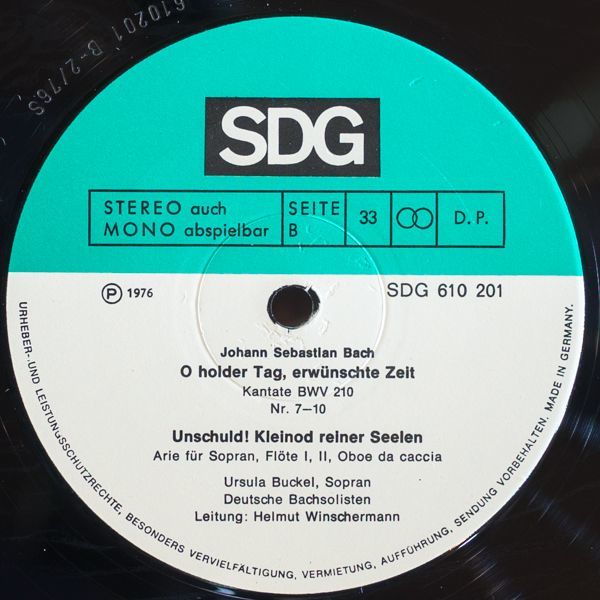 610201 B-2/76S
SDG
STEREO auch
MONO abspielbar
SEITE
B
33
D. P.
Ⓟ 1976
SDG 610 201
Johann Sebastian Bach
O holder Tag, erwünschte Zeit
Kantate BWV 210
Nr. 7—10
Unschuld! Kleinod reiner Seelen
Arie für Sopran, Flöte I, II, Oboe da caccia
Ursula Buckel, Sopran
Deutsche Bachsolisten
Leitung: Helmut Winschermann
URHEBER- UND LEISTUNGSSCHUTZRECHTE, BESONDERS VERVIELFÄLTIGUNG, VERMIETUNG, AUFFÜHRUNG, SENDUNG VORBEHALTEN. MADE IN GERMANY.